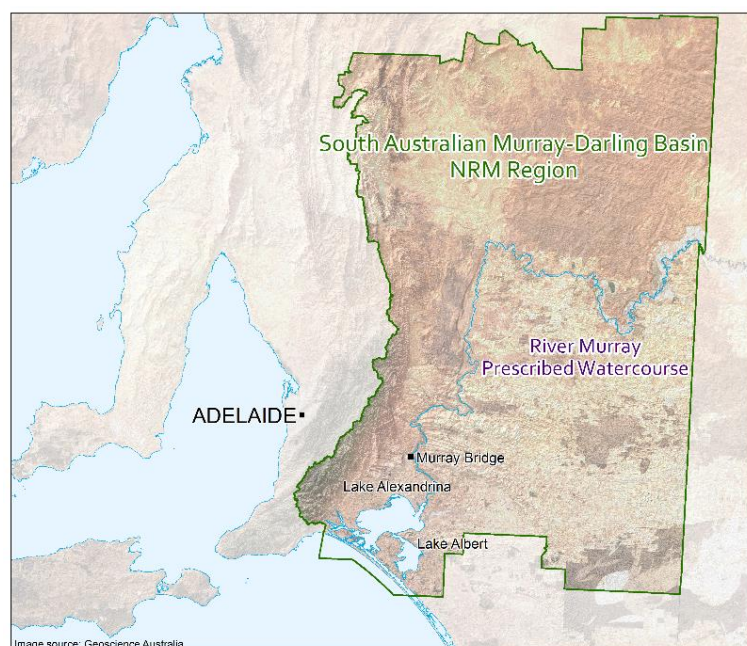 South Australian Murray-Darling Basin
NRM Region
River Murray
Prescribed Watercourse
ADELAIDE
Murray Bridge
Lake Alexandrina
Lake Albert
Image source: Geoscience Australia